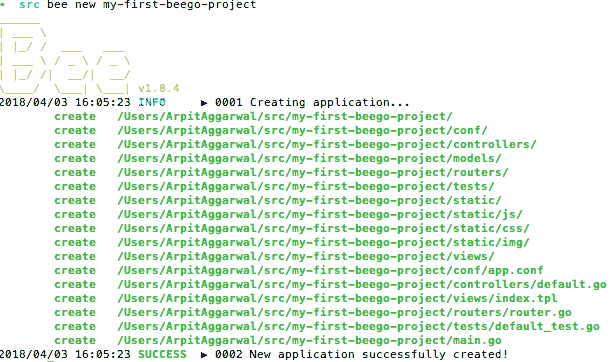 → src bee new my-first-beego-project
______
| ___ \
| |_/ /  ___   ___
| ___ \ / _ \ / _ \
| |_/ /|  __/|  __/
\____/  \___| \___| v1.8.4
2018/04/03 16:05:23 INFO     ▶ 0001 Creating application...
create   /Users/ArpitAggarwal/src/my-first-beego-project/
create   /Users/ArpitAggarwal/src/my-first-beego-project/conf/
create   /Users/ArpitAggarwal/src/my-first-beego-project/controllers/
create   /Users/ArpitAggarwal/src/my-first-beego-project/models/
create   /Users/ArpitAggarwal/src/my-first-beego-project/routers/
create   /Users/ArpitAggarwal/src/my-first-beego-project/tests/
create   /Users/ArpitAggarwal/src/my-first-beego-project/static/
create   /Users/ArpitAggarwal/src/my-first-beego-project/static/js/
create   /Users/ArpitAggarwal/src/my-first-beego-project/static/css/
create   /Users/ArpitAggarwal/src/my-first-beego-project/static/img/
create   /Users/ArpitAggarwal/src/my-first-beego-project/views/
create   /Users/ArpitAggarwal/src/my-first-beego-project/conf/app.conf
create   /Users/ArpitAggarwal/src/my-first-beego-project/controllers/default.go
create   /Users/ArpitAggarwal/src/my-first-beego-project/views/index.tpl
create   /Users/ArpitAggarwal/src/my-first-beego-project/routers/router.go
create   /Users/ArpitAggarwal/src/my-first-beego-project/tests/default_test.go
create   /Users/ArpitAggarwal/src/my-first-beego-project/main.go
2018/04/03 16:05:23 SUCCESS  ▶ 0002 New application successfully created!